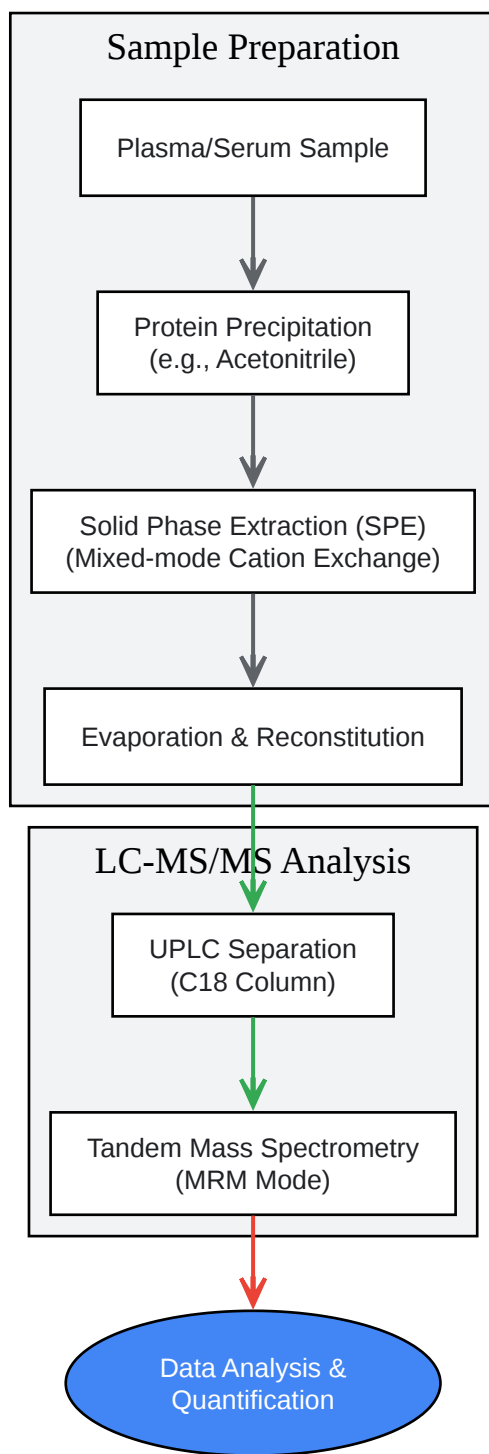 Sample Preparation
Plasma/Serum Sample
Protein Precipitation
(e.g., Acetonitrile)
Solid Phase Extraction (SPE)
(Mixed-mode Cation Exchange)
Evaporation & Reconstitution
LC-MS/MS Analysis
UPLC Separation
(C18 Column)
Tandem Mass Spectrometry
(MRM Mode)
Data Analysis &
Quantification